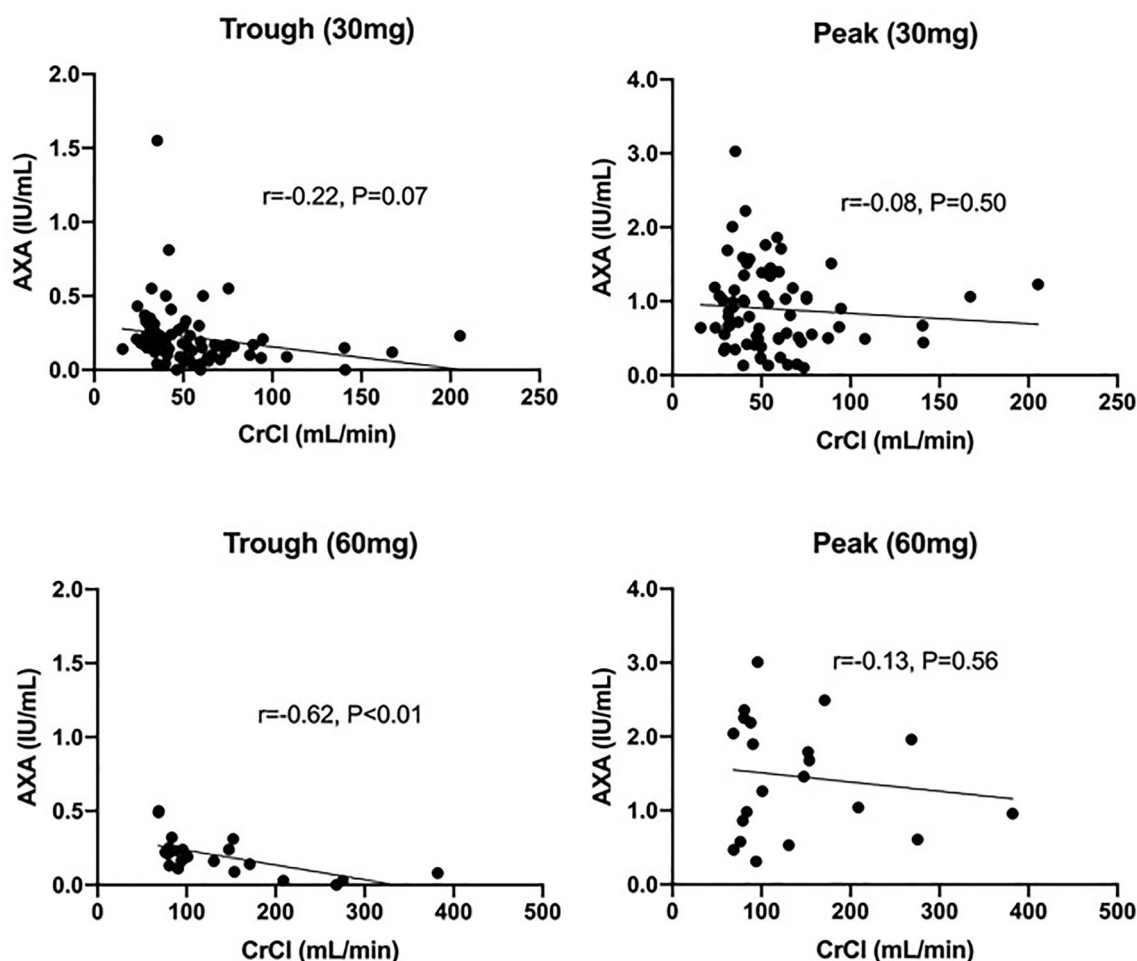 Trough (30mg)
2.0
1.5
1.0
0.5
0.0
AXA (IU/mL)
r=-0.22, P=0.07
0 50 100 150 200 250
CrCl (mL/min)
Peak (30mg)
4.0
3.0
2.0
1.0
0.0
AXA (IU/mL)
r=-0.08, P=0.50
0 50 100 150 200 250
CrCl (mL/min)
Trough (60mg)
2.0
1.5
1.0
0.5
0.0
AXA (IU/mL)
r=-0.62, P<0.01
0 100 200 300 400 500
CrCl (mL/min)
Peak (60mg)
4.0
3.0
2.0
1.0
0.0
AXA (IU/mL)
r=-0.13, P=0.56
0 100 200 300 400 500
CrCl (mL/min)